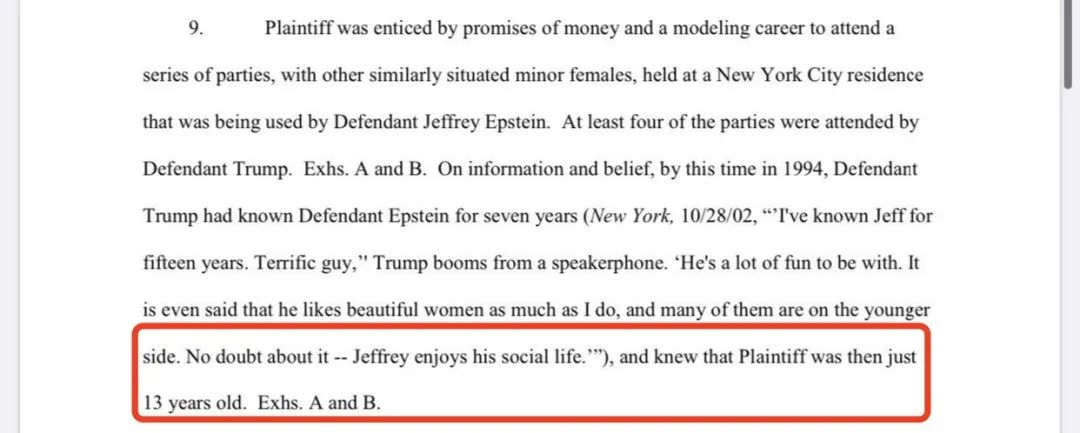 9. Plaintiff was enticed by promises of money and a modeling career to attend a
series of parties, with other similarly situated minor females, held at a New York City residence
that was being used by Defendant Jeffrey Epstein. At least four of the parties were attended by
Defendant Trump. Exhs. A and B. On information and belief, by this time in 1994, Defendant
Trump had known Defendant Epstein for seven years (New York, 10/28/02, “’I've known Jeff for
fifteen years. Terrific guy,” Trump booms from a speakerphone. ‘He's a lot of fun to be with. It
is even said that he likes beautiful women as much as I do, and many of them are on the younger
side. No doubt about it -- Jeffrey enjoys his social life.’”), and knew that Plaintiff was then just
13 years old. Exhs. A and B.